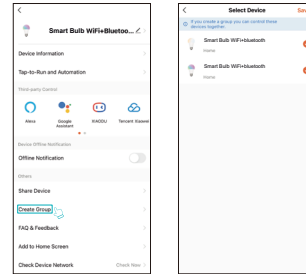 Smart Bulb WiFi+Bluetoo...
Device Information
Tap-to-Run and Automation
Third-party Control
Alexa
Google Assistant
XIAODU
Tencent Xiaowei
Device Offline Notification
Offline Notification
Others
Share Device
Create Group
FAQ & Feedback
Add to Home Screen
Check Device Network
Check Now
Select Device
Sav
If you create a group you can control these
devices together.
Smart Bulb WiFi+bluetooth
Home
Smart Bulb WiFi+bluetooth
Home